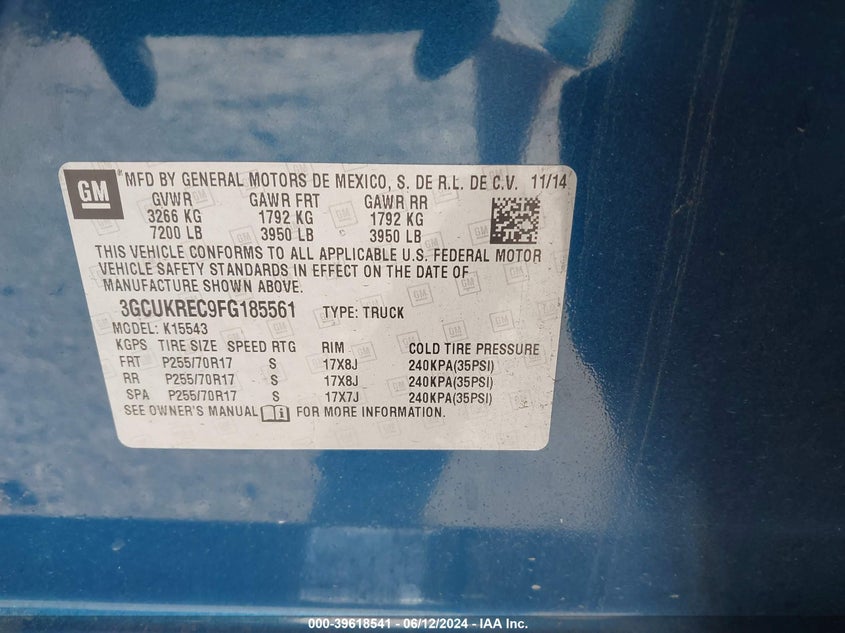 GM
MFD BY GENERAL MOTORS DE MEXICO, S. DE R.L. DE C.V. 11/14
GVWR GAWR FRT GAWR RR
3266 KG 1792 KG 1792 KG
7200 LB 3950 LB 3950 LB
THIS VEHICLE CONFORMS TO ALL APPLICABLE U.S. FEDERAL MOTOR
VEHICLE SAFETY STANDARDS IN EFFECT ON THE DATE OF
MANUFACTURE SHOWN ABOVE.
3GCUKREC9FG185561 TYPE: TRUCK
MODEL: K15543
KGPS TIRE SIZE SPEED RTG RIM COLD TIRE PRESSURE
FRT P255/70R17 S 17X8J 240KPA(35PSI)
RR P255/70R17 S 17X8J 240KPA(35PSI)
SPA P255/70R17 S 17X7J 240KPA(35PSI)
SEE OWNER'S MANUAL FOR MORE INFORMATION.
000-39618541 - 06/12/2024 - IAA Inc.